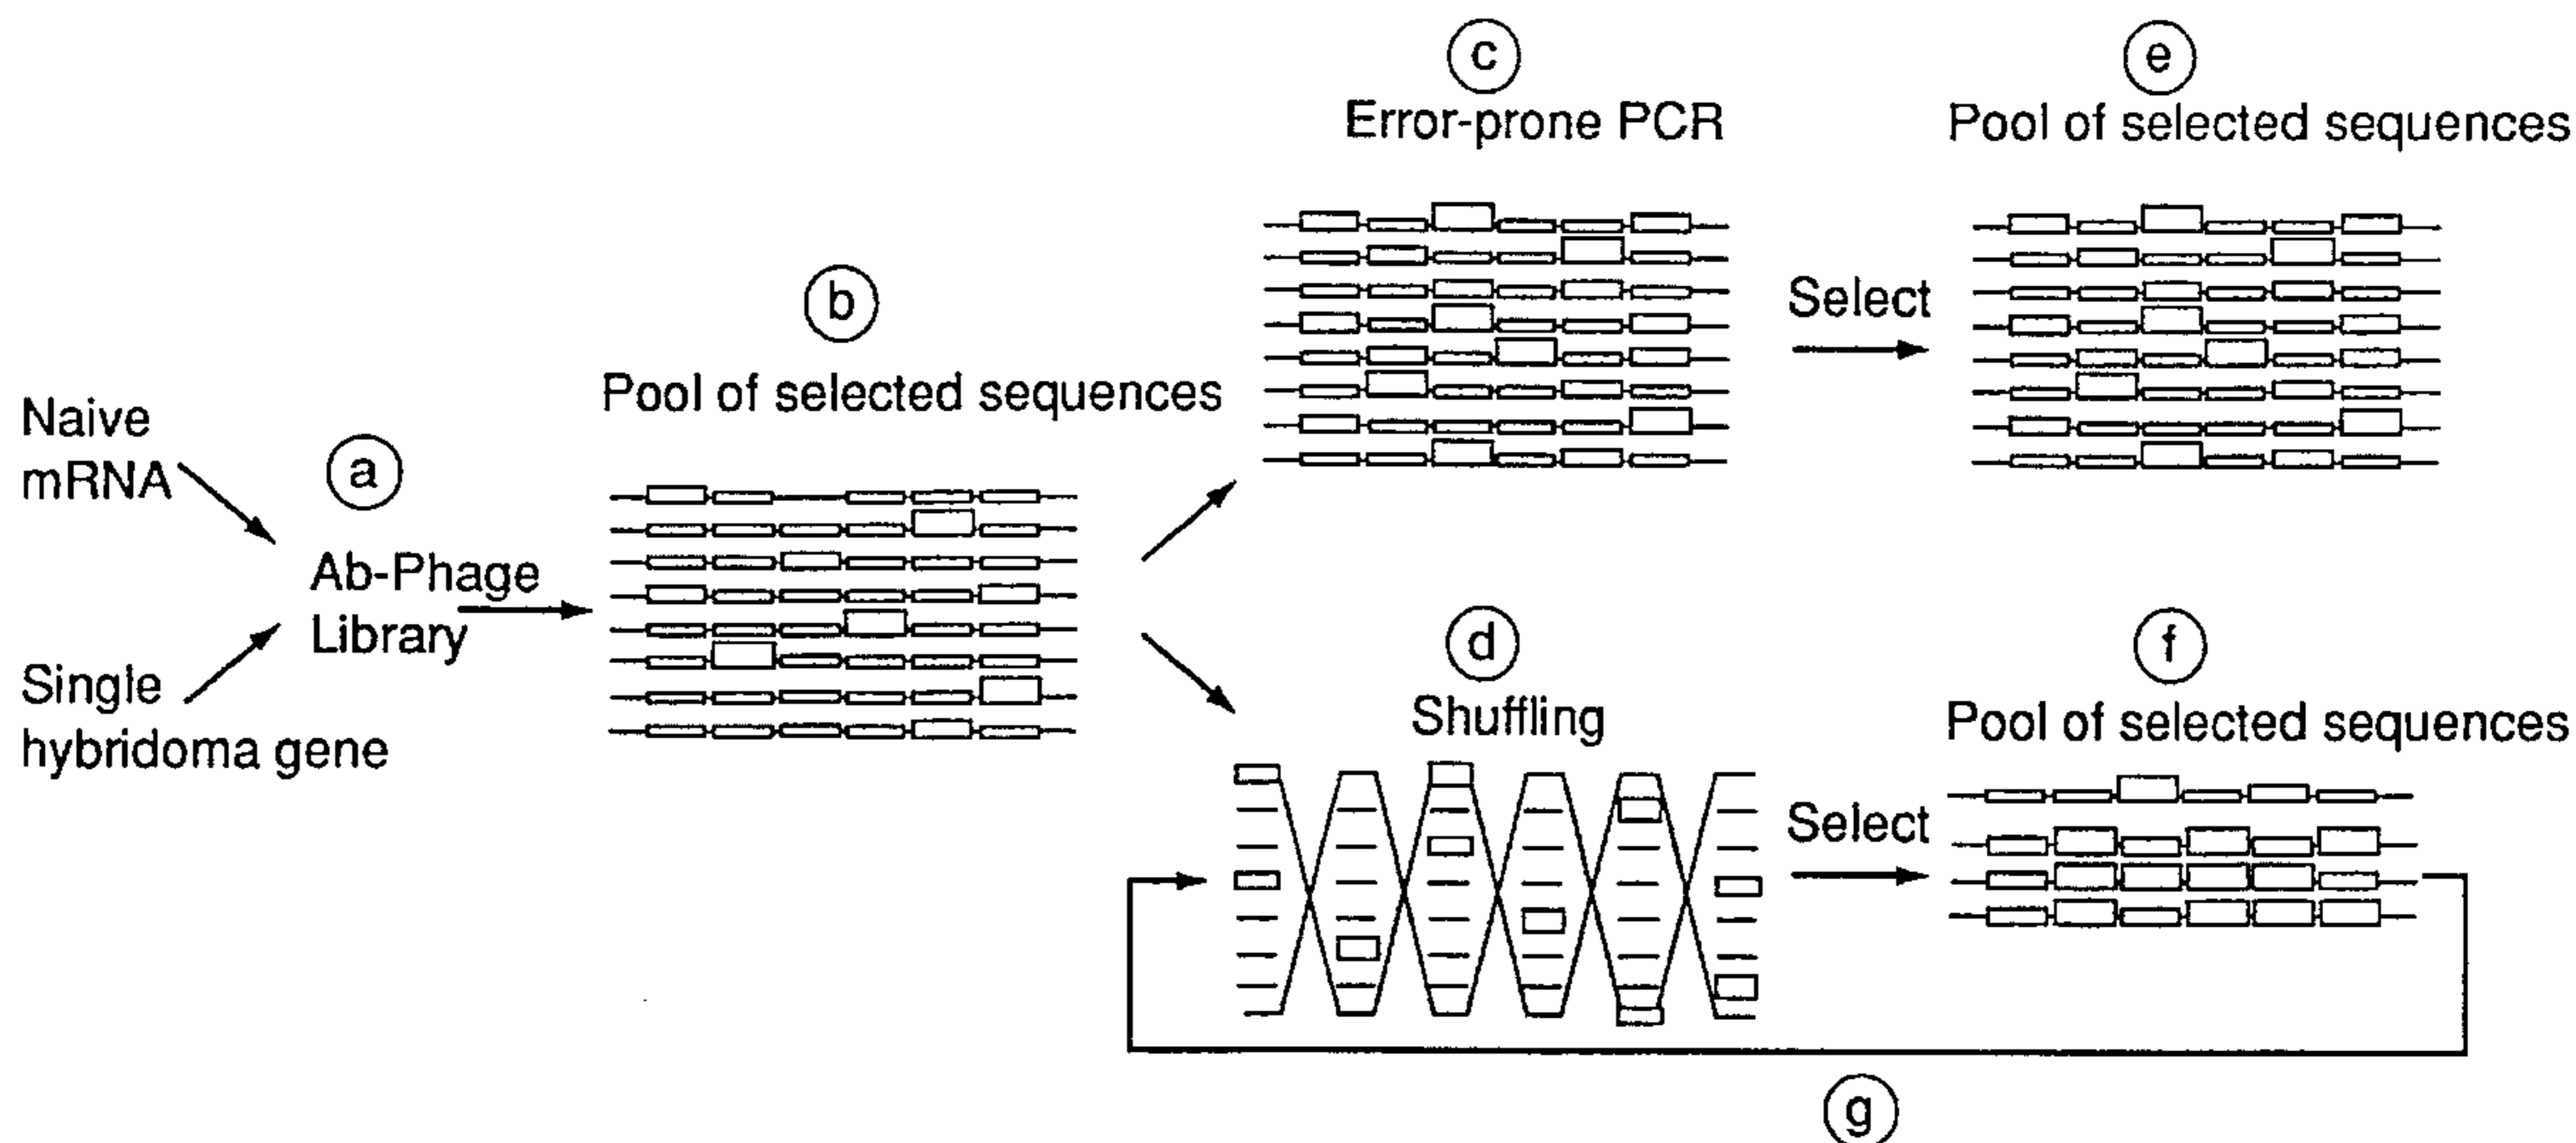 Naive
mRNA
Single
hybridoma gene
a
Ab-Phage
Library
b
Pool of selected sequences
c
Error-prone PCR
Select
e
Pool of selected sequences
d
Shuffling
Select
f
Pool of selected sequences
g